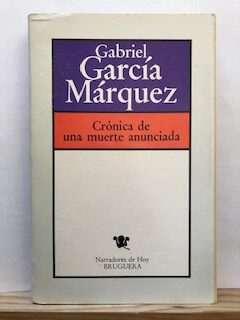 Gabriel
García
Márquez
Crónica de
una muerte anunciada
Narradores de Hoy
BRUGUERA